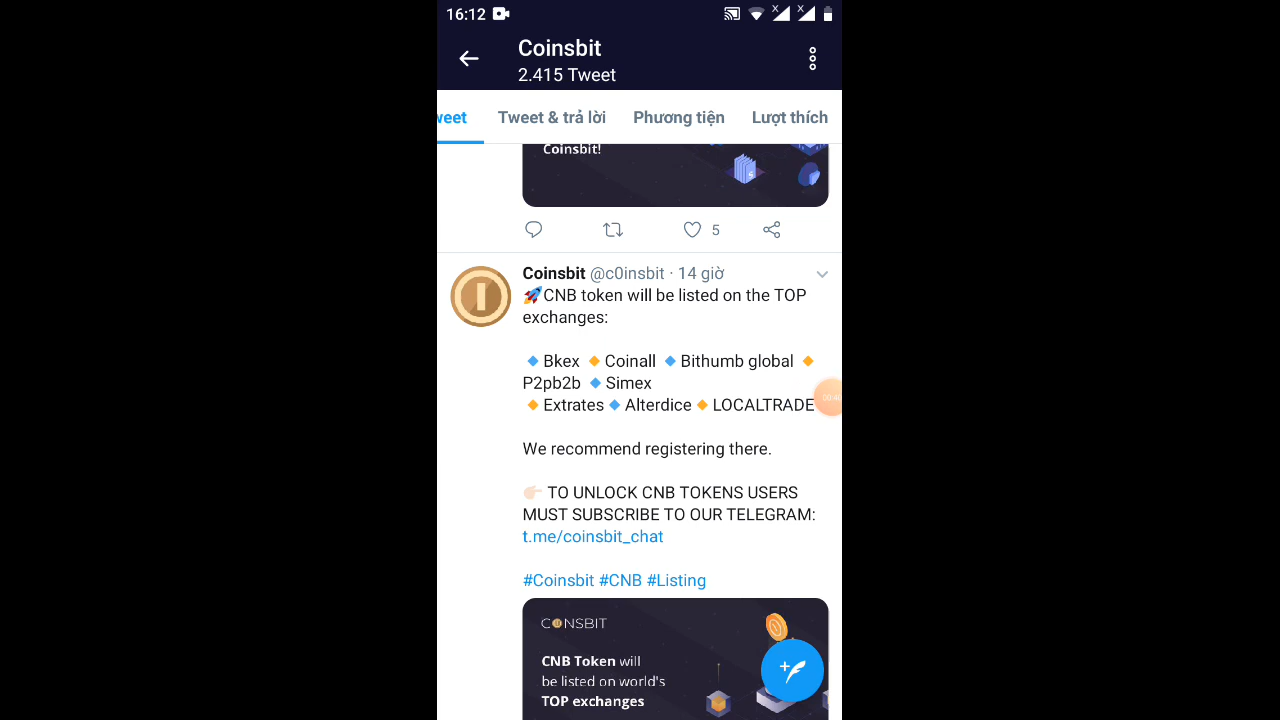 16:12
Coinsbit
2.415 Tweet
weet Tweet & trả lời Phương tiện Lượt thích
Coinsbit!
5
Coinsbit @c0insbit · 14 giờ
🚀CNB token will be listed on the TOP
exchanges:
🔹Bkex 🔸Coinall 🔹Bithumb global 🔸
P2pb2b 🔹Simex
🔸Extrates🔹Alterdice🔸LOCALTRADE
We recommend registering there.
👉🏻 TO UNLOCK CNB TOKENS USERS
MUST SUBSCRIBE TO OUR TELEGRAM:
t.me/coinsbit_chat
#Coinsbit #CNB #Listing
COINSBIT
CNB Token will
be listed on world's
TOP exchanges